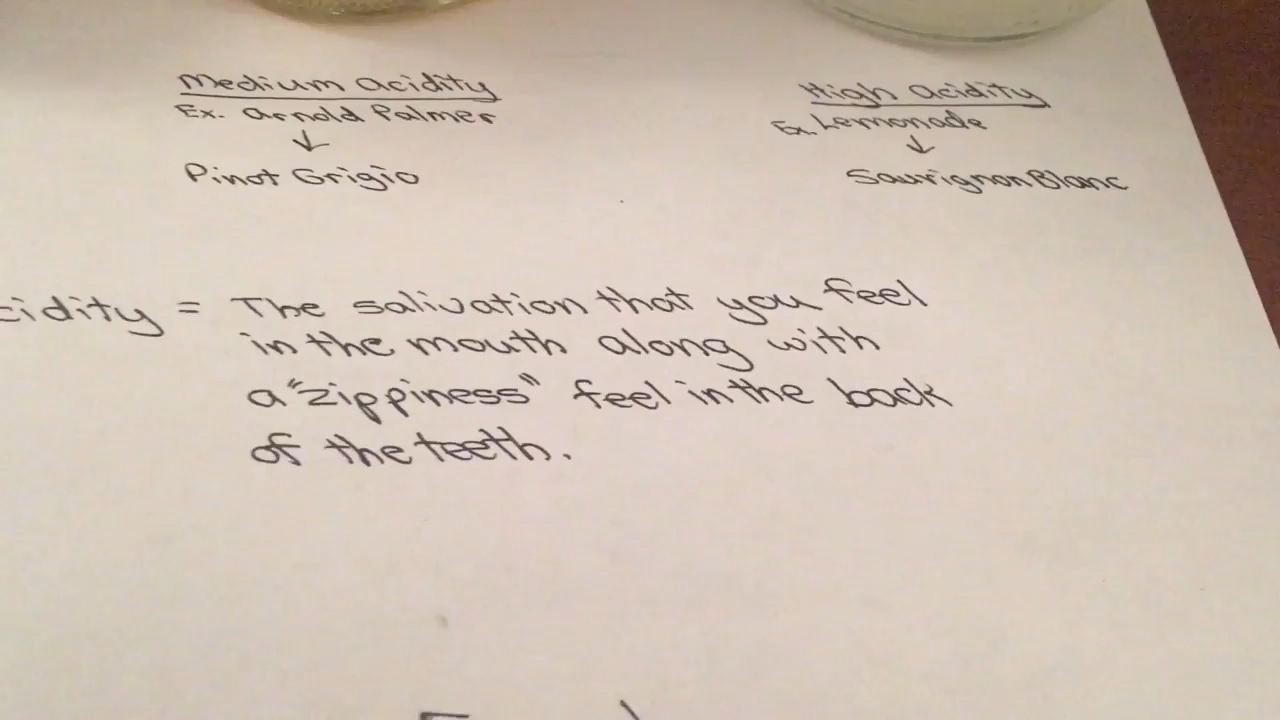 Medium Acidity
Ex. Arnold Palmer
↓
Pinot Grigio
High Acidity
Ex. Lemonade
↓
Sauvignon Blanc
cidity = The salivation that you feel
in the mouth along with
a "zippiness" feel in the back
of the teeth.